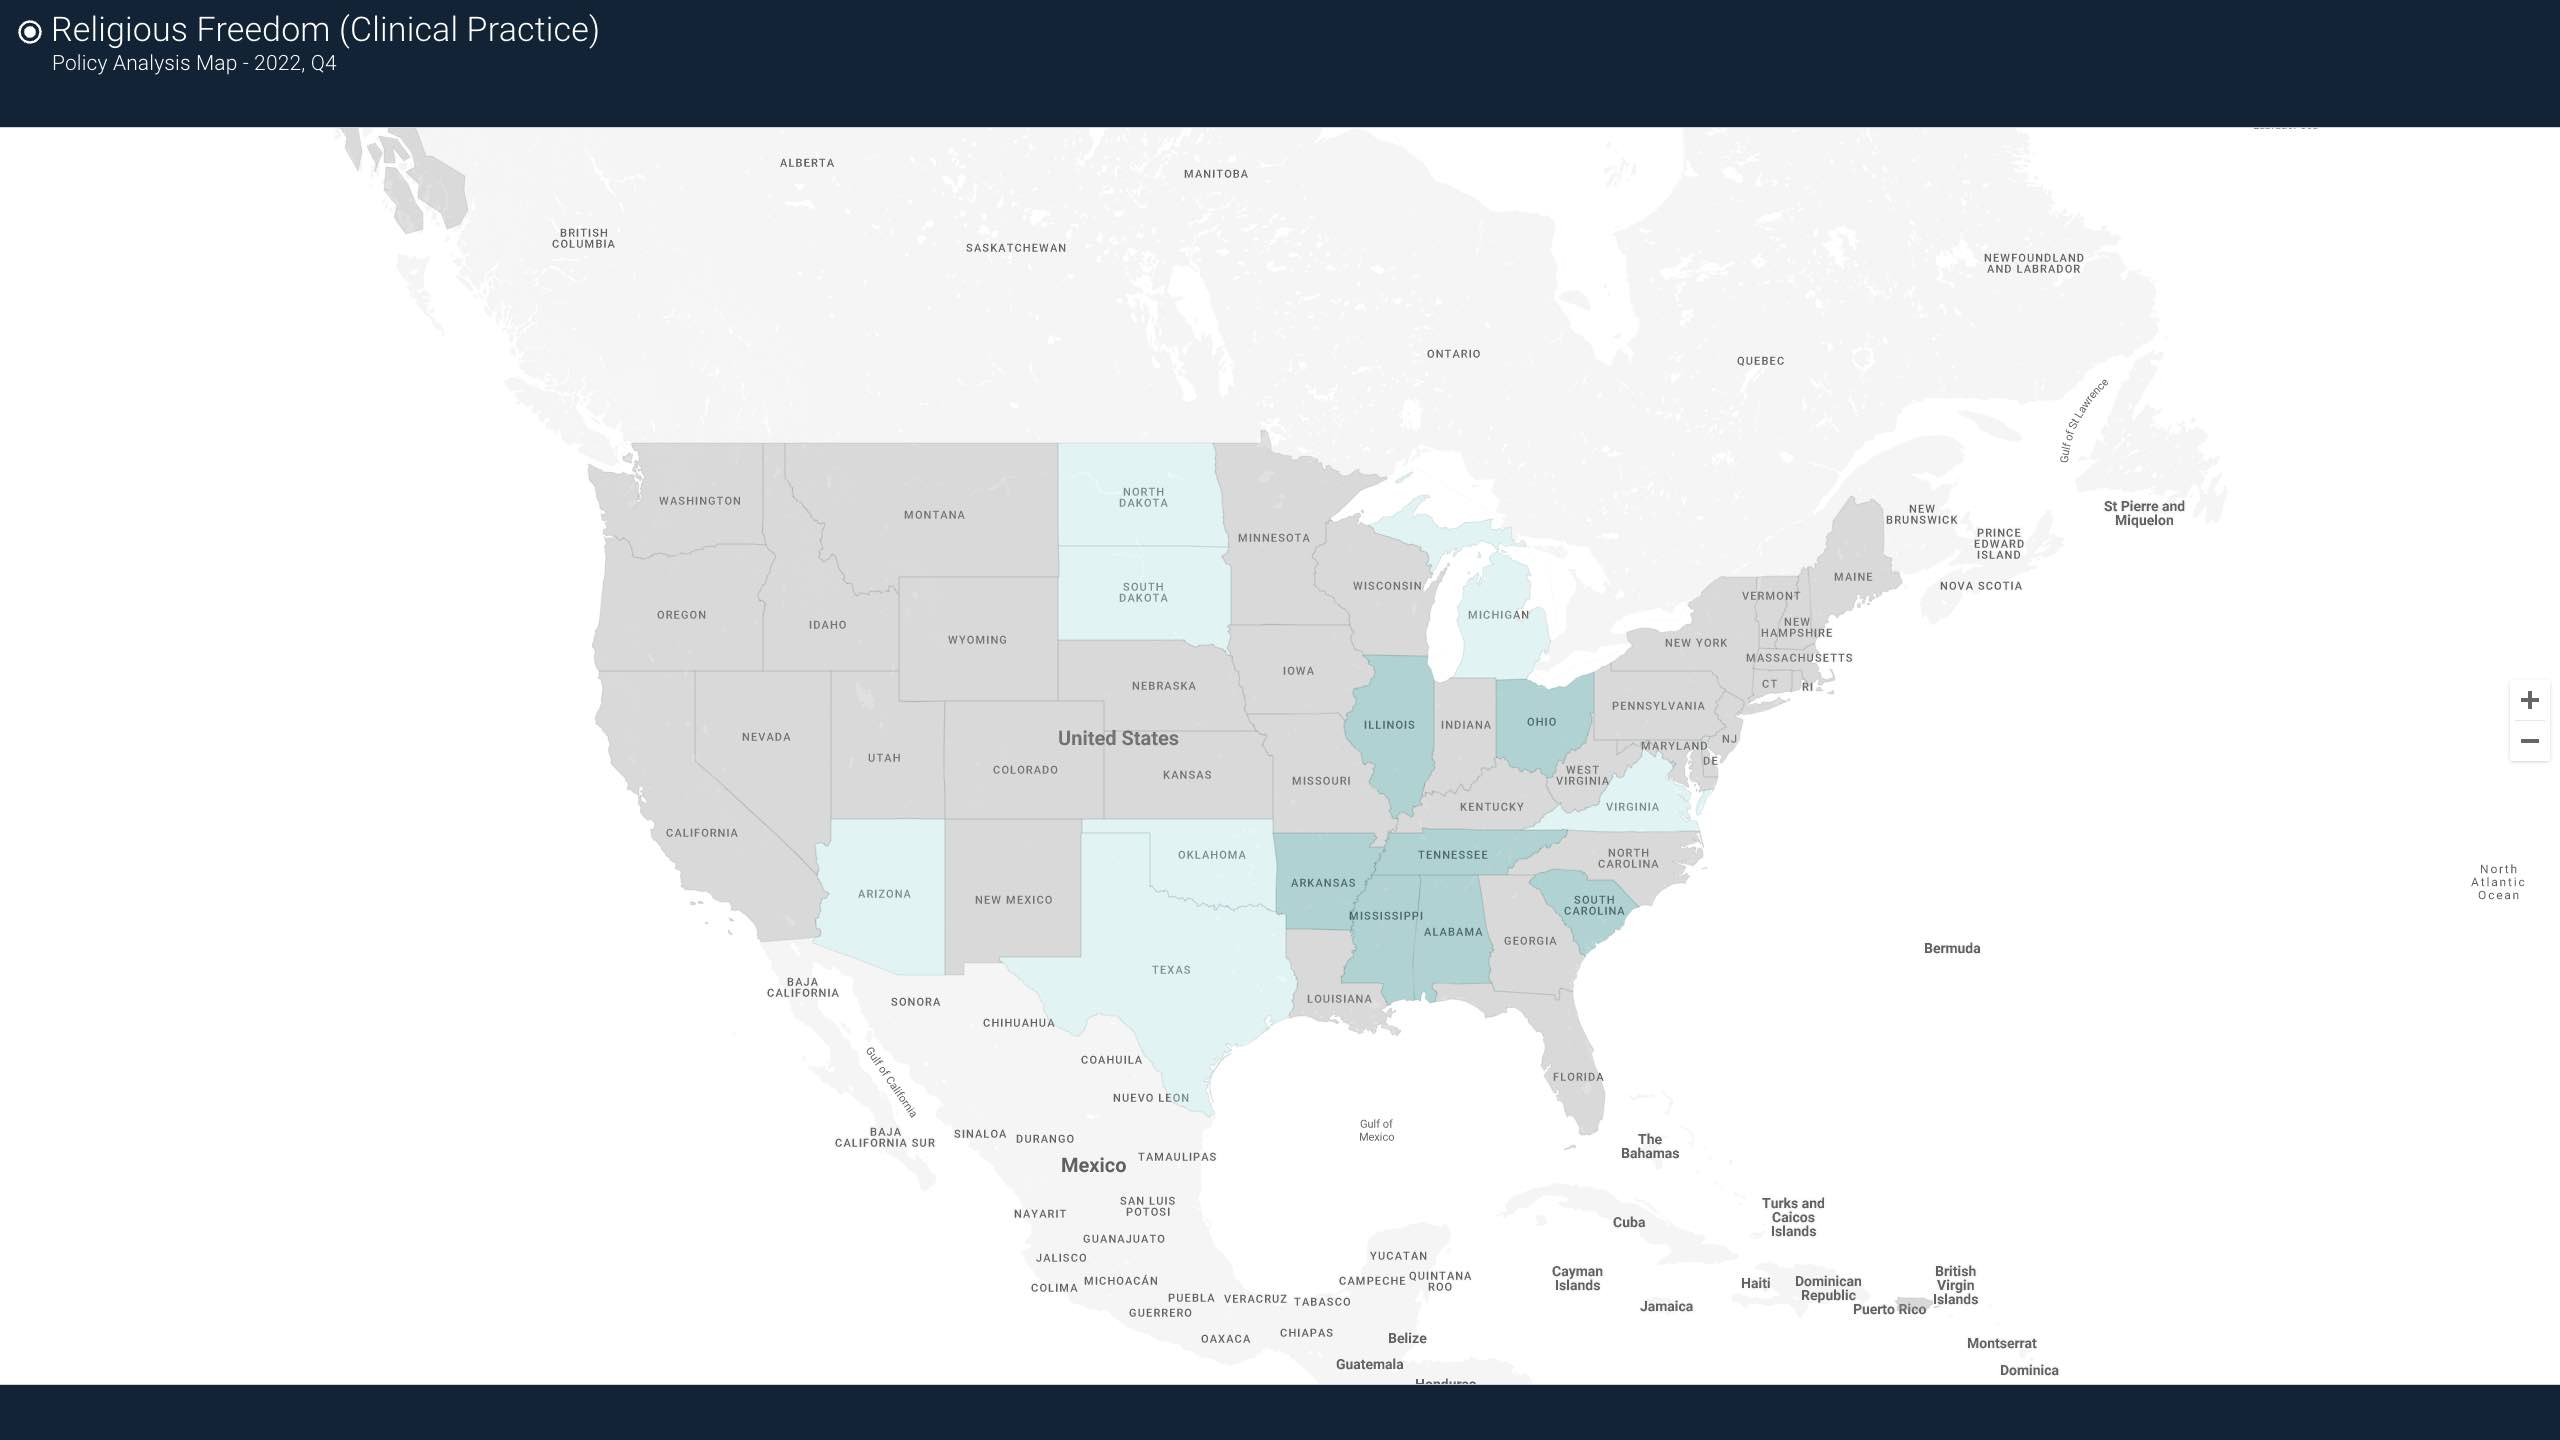 Religious Freedom (Clinical Practice)
Policy Analysis Map - 2022, Q4
ALBERTA
MANITOBA
BRITISH
COLUMBIA
SASKATCHEWAN
NEWFOUNDLAND
AND LABRADOR
ONTARIO
QUEBEC
Gulf of St Lawrence
St Pierre and
Miquelon
NEW
BRUNSWICK
PRINCE
EDWARD
ISLAND
NOVA SCOTIA
WASHINGTON
MONTANA
NORTH
DAKOTA
MINNESOTA
MAINE
OREGON
IDAHO
WYOMING
SOUTH
DAKOTA
WISCONSIN
MICHIGAN
VERMONT
NEW
HAMPSHIRE
NEW YORK
MASSACHUSETTS
CT
RI
IOWA
NEBRASKA
PENNSYLVANIA
ILLINOIS
INDIANA
OHIO
NEVADA
United States
MARYLAND
NJ
DE
UTAH
COLORADO
KANSAS
MISSOURI
WEST
VIRGINIA
KENTUCKY
VIRGINIA
CALIFORNIA
ARIZONA
NEW MEXICO
OKLAHOMA
ARKANSAS
TENNESSEE
NORTH
CAROLINA
SOUTH
CAROLINA
MISSISSIPPI
ALABAMA
GEORGIA
TEXAS
LOUISIANA
FLORIDA
North
Atlantic
Ocean
Bermuda
BAJA
CALIFORNIA
SONORA
CHIHUAHUA
COAHUILA
Gulf of California
NUEVO LEON
BAJA
CALIFORNIA SUR
SINALOA
DURANGO
Gulf of
Mexico
The
Bahamas
Mexico
TAMAULIPAS
SAN LUIS
POTOSI
NAYARIT
Turks and
Caicos
Islands
Cuba
GUANAJUATO
JALISCO
YUCATAN
COLIMA
MICHOACÁN
CAMPECHE
QUINTANA
ROO
Cayman
Islands
Haiti
Dominican
Republic
British
Virgin
Islands
PUEBLA
VERACRUZ
TABASCO
GUERRERO
Jamaica
Puerto Rico
OAXACA
CHIAPAS
Belize
Montserrat
Guatemala
Dominica
Honduras